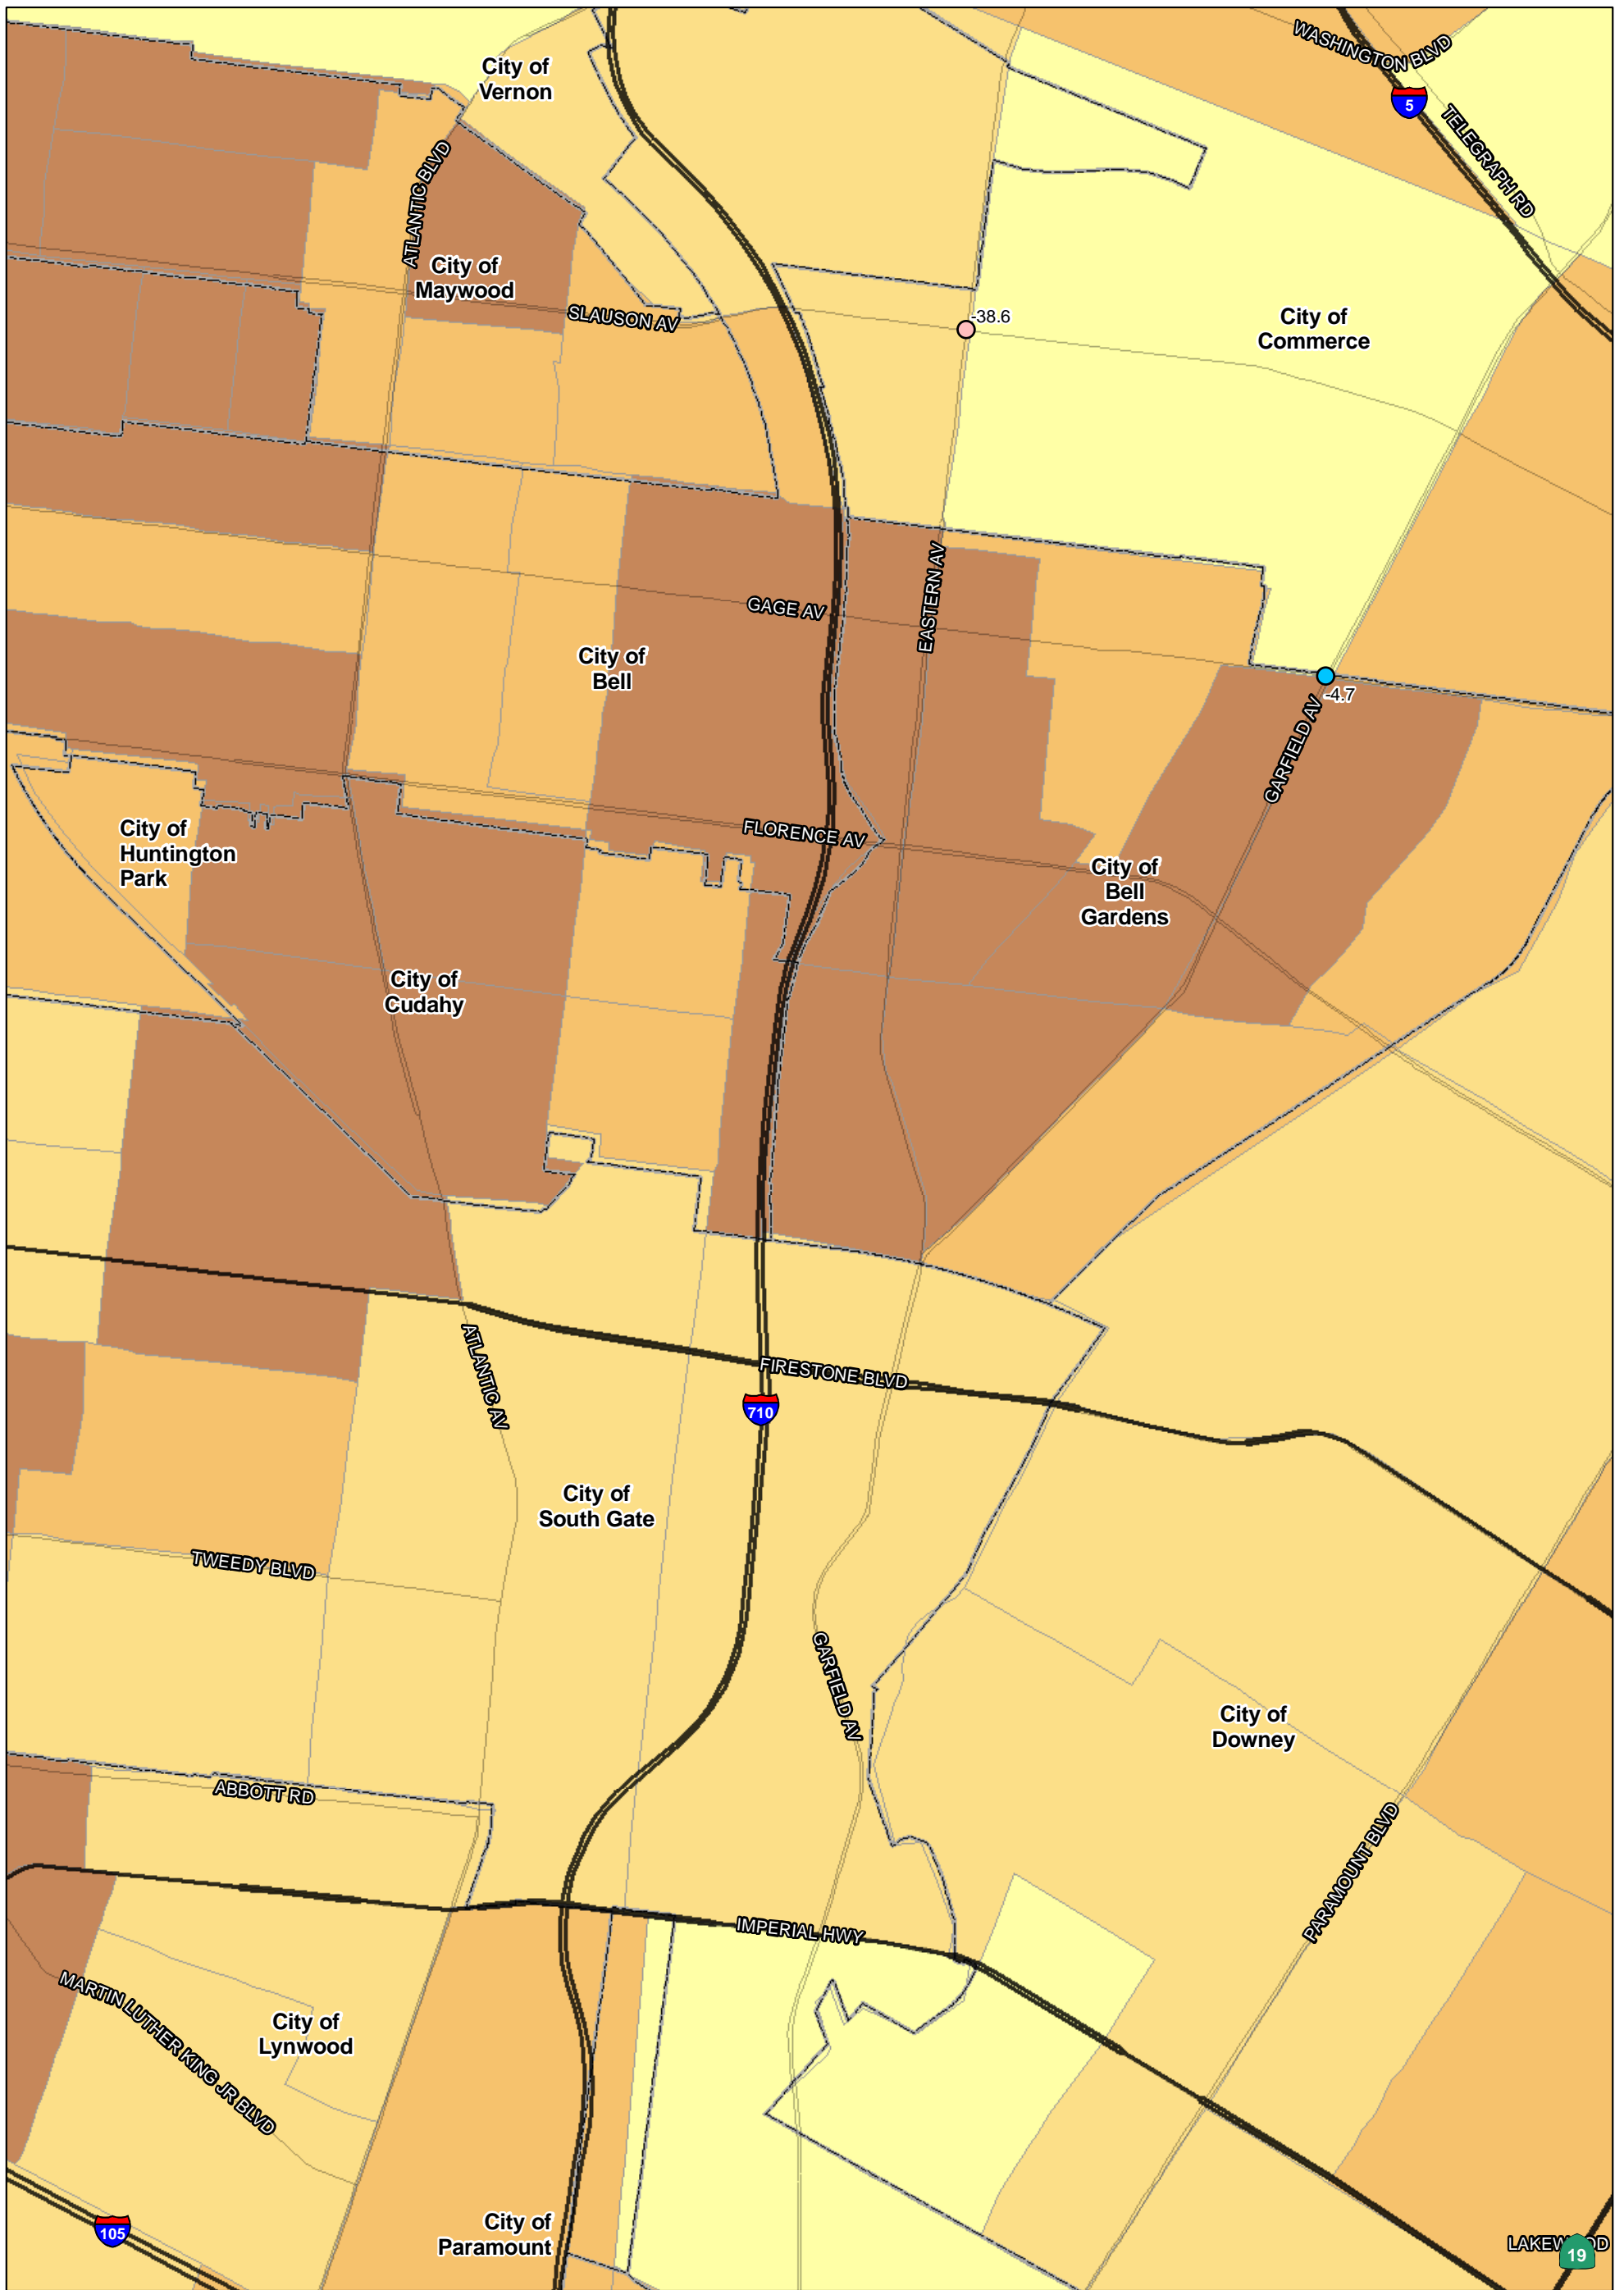 WASHINGTON BLVD
City of
Vernon
5
TELEGRAPH RD
ATLANTIC BLVD
City of
Maywood
SLAUSON AV
-38.6
City of
Commerce
EASTERN AV
GAGE AV
City of
Bell
-4.7
GARFIELD AV
City of
Huntington
Park
FLORENCE AV
City of
Bell
Gardens
City of
Cudahy
ATLANTIC AV
FIRESTONE BLVD
710
City of
South Gate
TWEEDY BLVD
GARFIELD AV
City of
Downey
ABBOTT RD
PARAMOUNT BLVD
IMPERIAL HWY
MARTIN LUTHER KING JR BLVD
City of
Lynwood
105
City of
Paramount
19